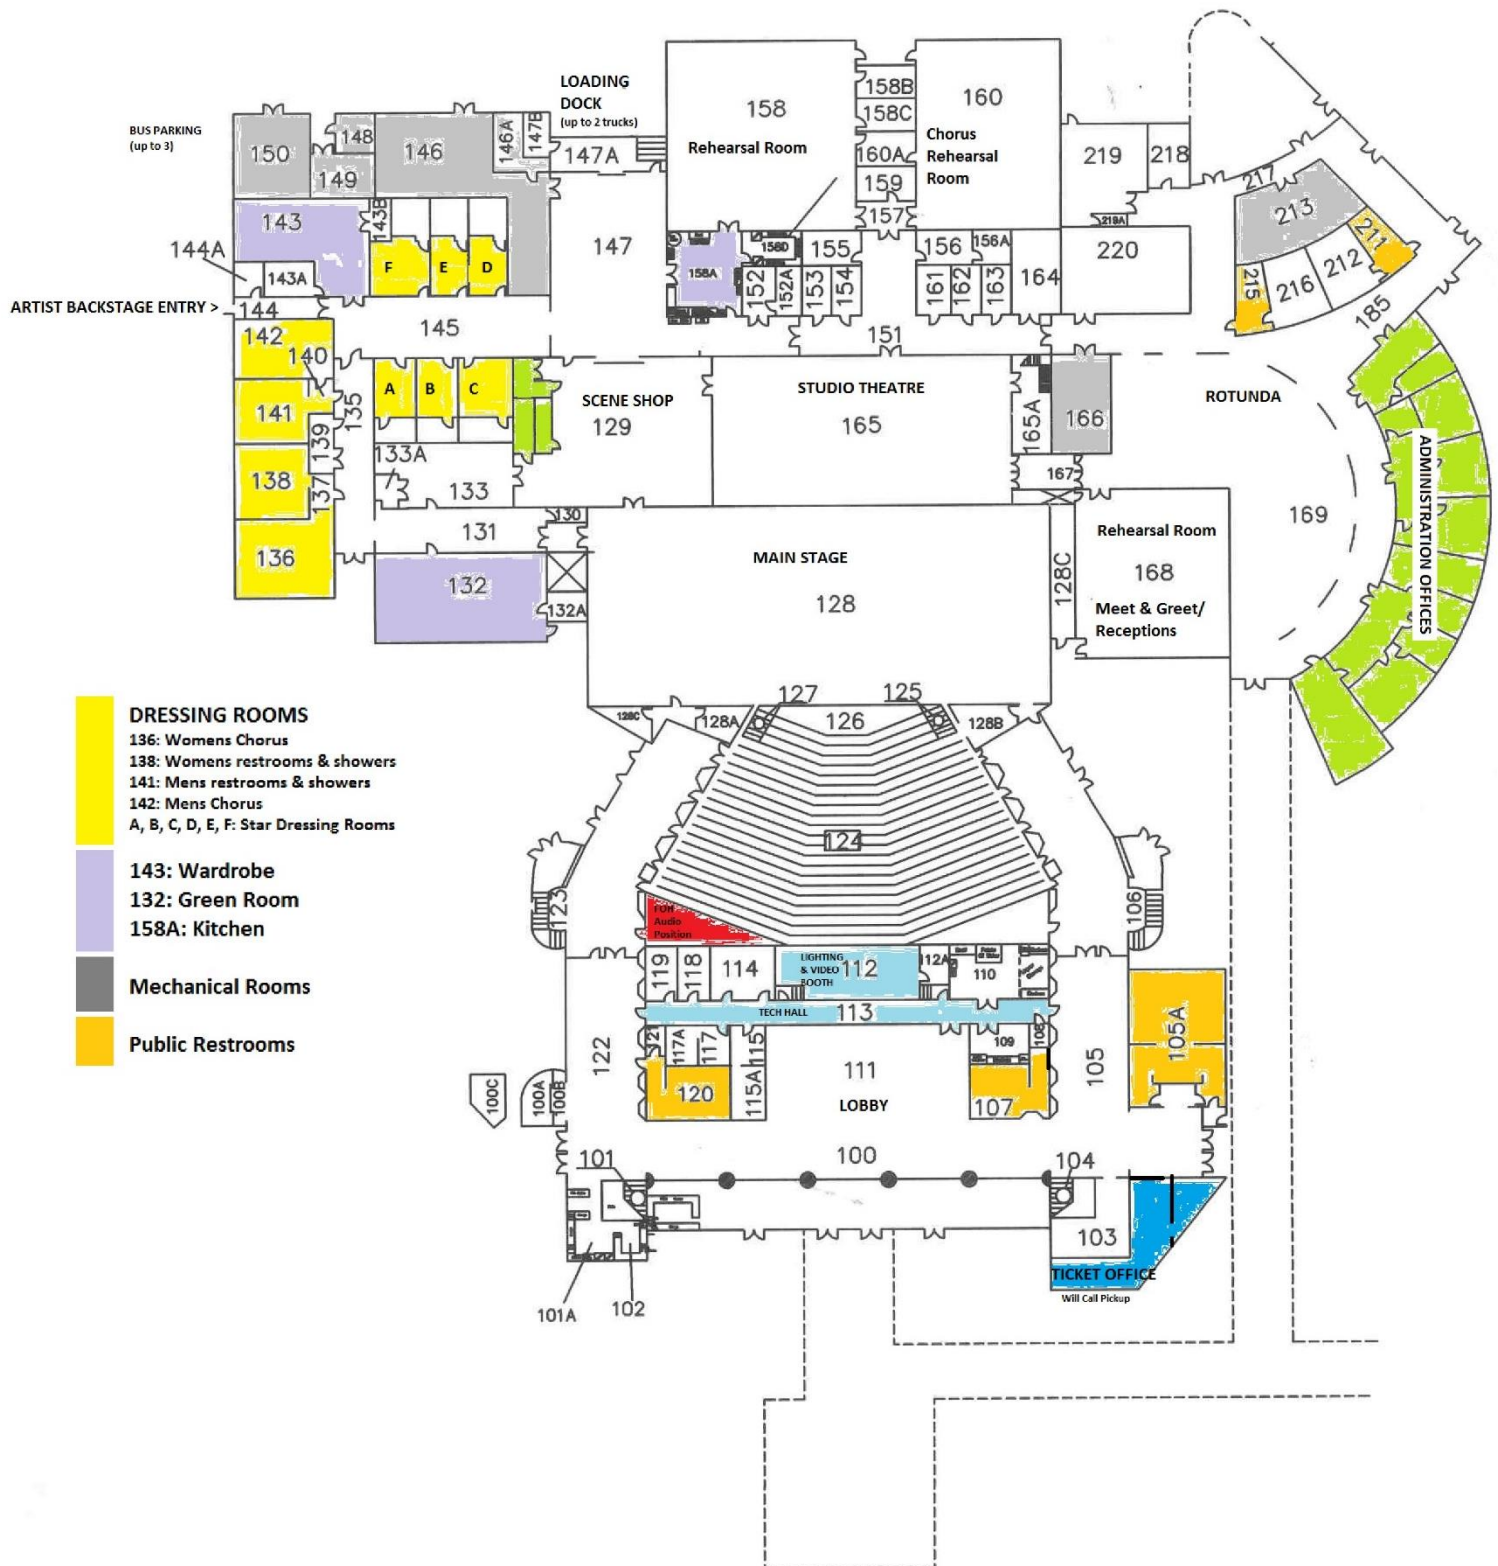 LOADING
DOCK
(up to 2 trucks)
BUS PARKING
(up to 3)
150
148
149
146
146A
147B
147A
147
158
Rehearsal Room
158B
158C
160A
159
157
160
Chorus
Rehearsal
Room
219
218
219A
220
217
213
211
212
216
215
185
143
143B
144A
143A
144
F
E
D
ARTIST BACKSTAGE ENTRY >
145
158A
158D
152
152A
155
153
154
156
156A
161
162
163
164
151
142
140
141
139
135
138
137
136
A
B
C
133A
133
131
130
132
132A
SCENE SHOP
129
STUDIO THEATRE
165
165A
166
167
ROTUNDA
169
ADMINISTRATION OFFICES
MAIN STAGE
128
128C
Rehearsal Room
168
Meet & Greet/
Receptions
127
125
126
126C
128A
128B
124
DRESSING ROOMS
136: Womens Chorus
138: Womens restrooms & showers
141: Mens restrooms & showers
142: Mens Chorus
A, B, C, D, E, F: Star Dressing Rooms
143: Wardrobe
132: Green Room
158A: Kitchen
Mechanical Rooms
Public Restrooms
123
106
FOH
Audio
Position
119
118
114
LIGHTING
& VIDEO
BOOTH
112
112A
110
TECH HALL
113
122
121
117A
117
115
115A
120
111
LOBBY
109
108
107
105
105A
100C
100A
100B
100
101
104
103
101A
102
TICKET OFFICE
Will Call Pickup